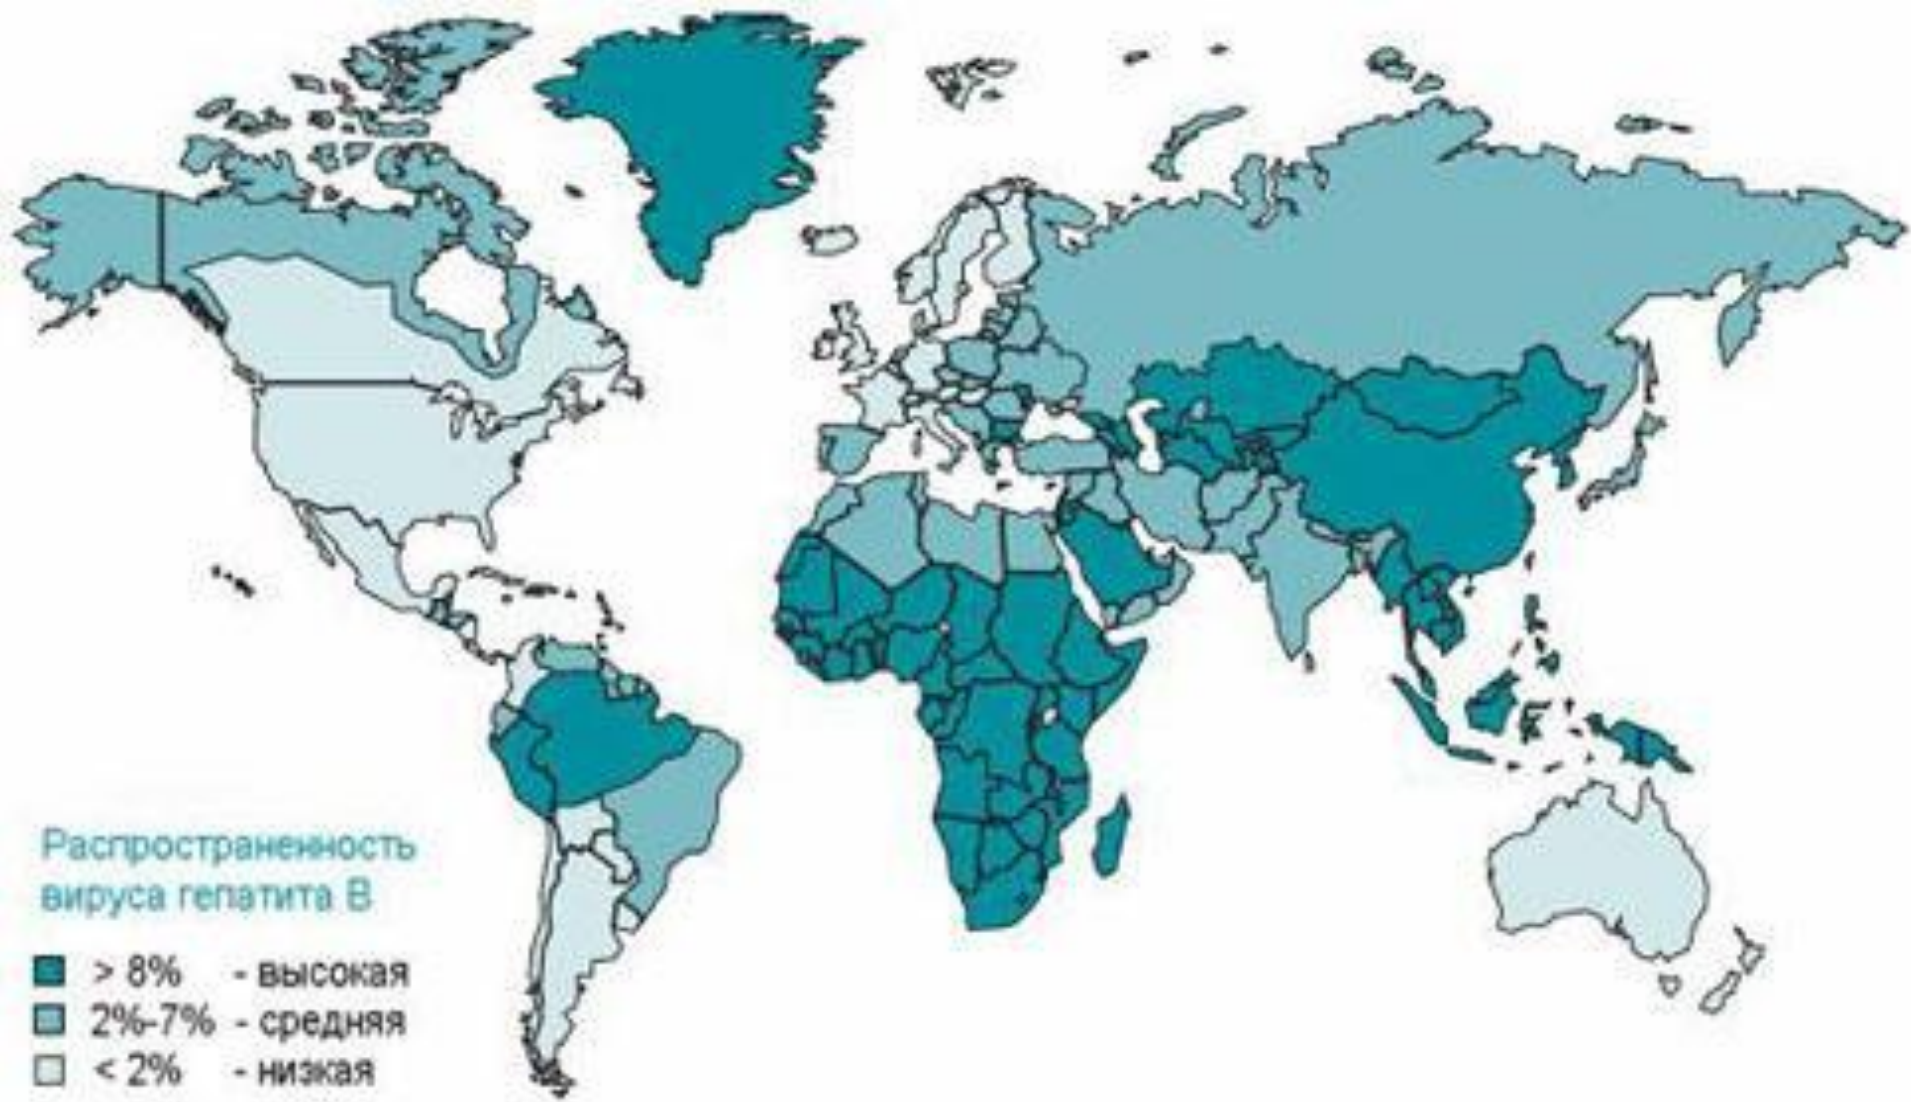 Распространенность
вируса гепатита В
> 8% - высокая
2%-7% - средняя
< 2% - низкая